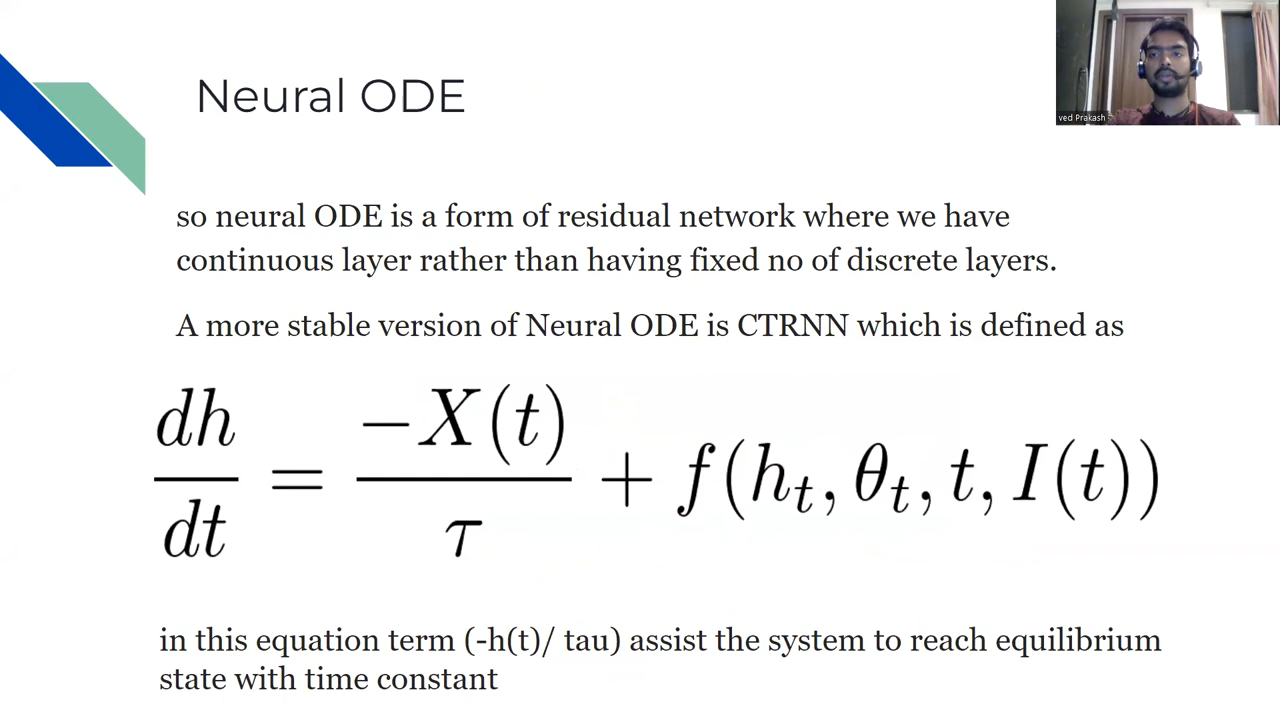 Neural ODE
ved Prakash
so neural ODE is a form of residual network where we have
continuous layer rather than having fixed no of discrete layers.
A more stable version of Neural ODE is CTRNN which is defined as
dh/dt = -X(t)/τ + f(h_t, θ_t, t, I(t))
in this equation term (-h(t)/ tau) assist the system to reach equilibrium
state with time constant